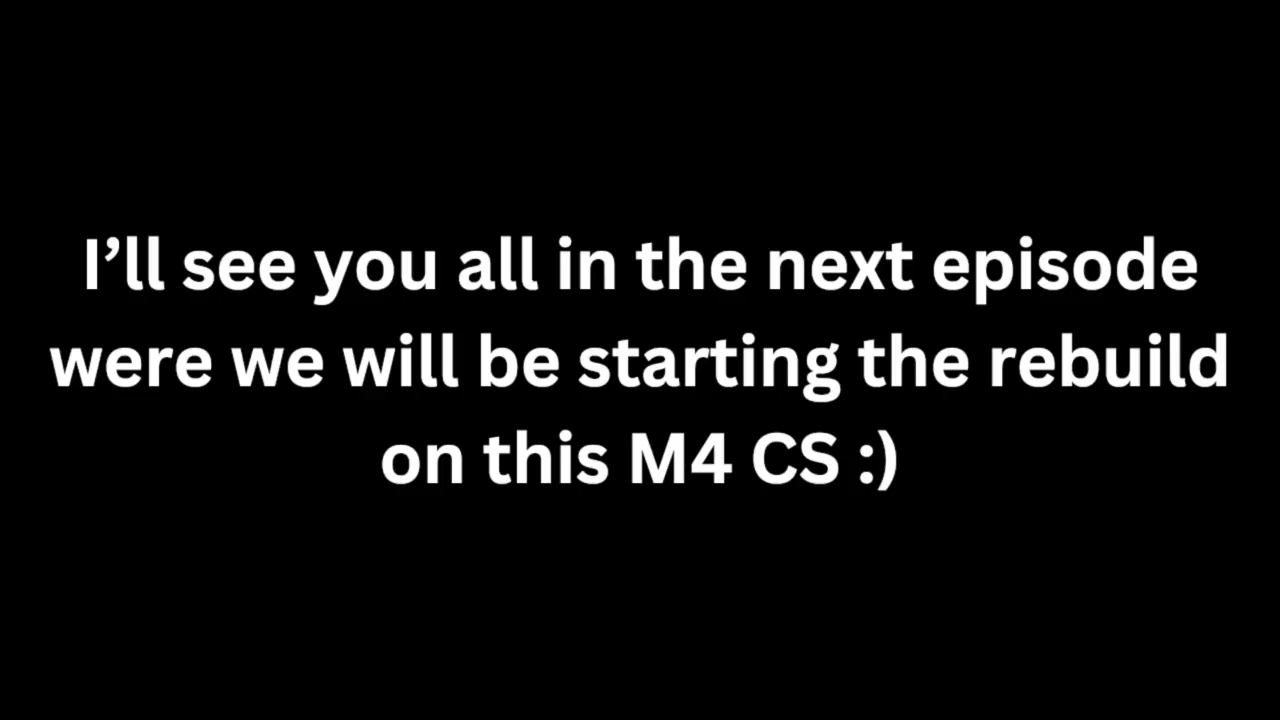 I’ll see you all in the next episode
were we will be starting the rebuild
on this M4 CS :)